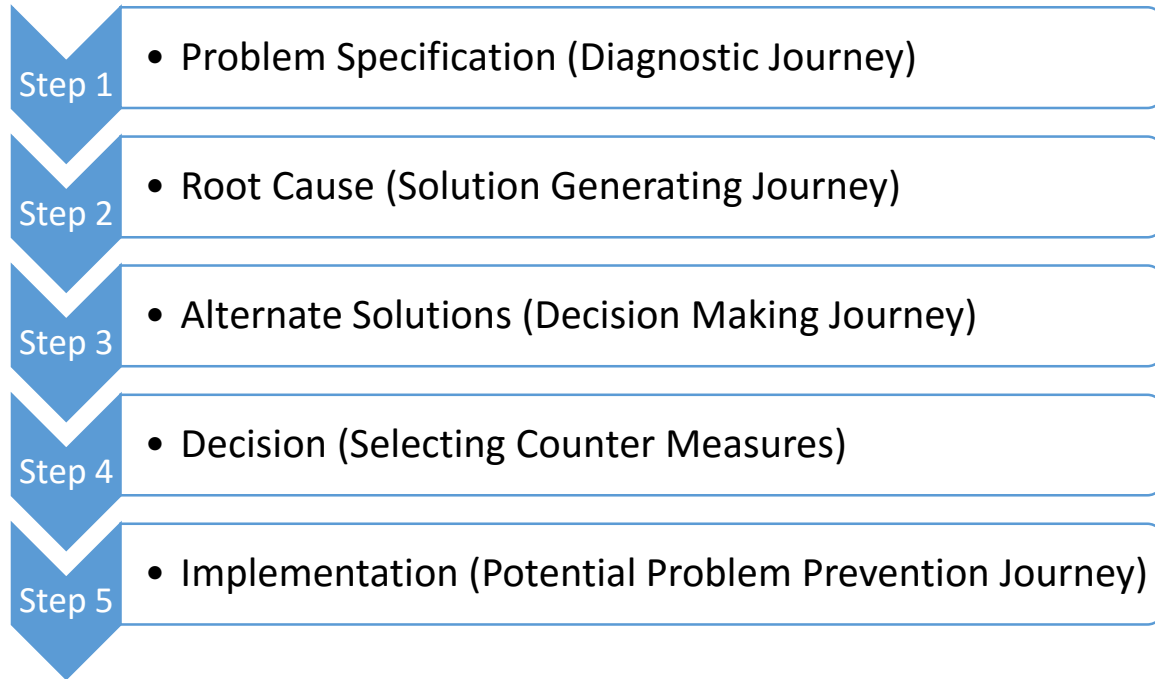 Step 1
• Problem Specification (Diagnostic Journey)
Step 2
• Root Cause (Solution Generating Journey)
Step 3
• Alternate Solutions (Decision Making Journey)
Step 4
• Decision (Selecting Counter Measures)
Step 5
• Implementation (Potential Problem Prevention Journey)